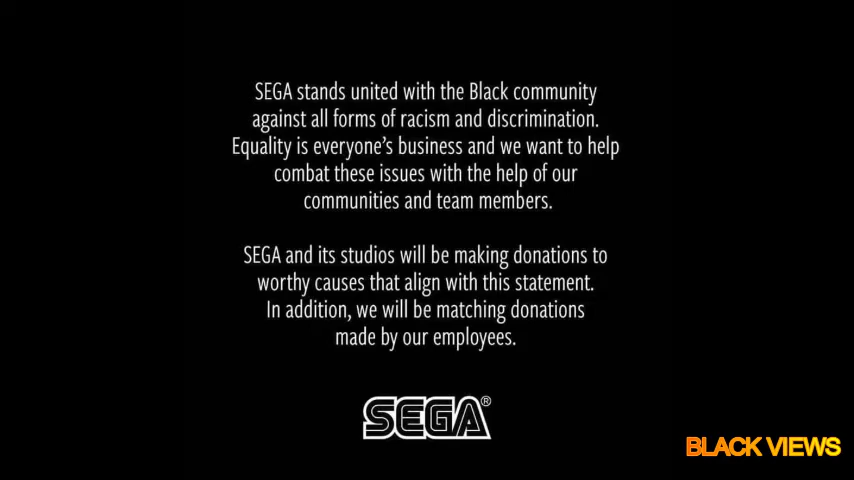 SEGA stands united with the Black community
against all forms of racism and discrimination.
Equality is everyone's business and we want to help
combat these issues with the help of our
communities and team members.
SEGA and its studios will be making donations to
worthy causes that align with this statement.
In addition, we will be matching donations
made by our employees.
SEGA®
BLACK VIEWS